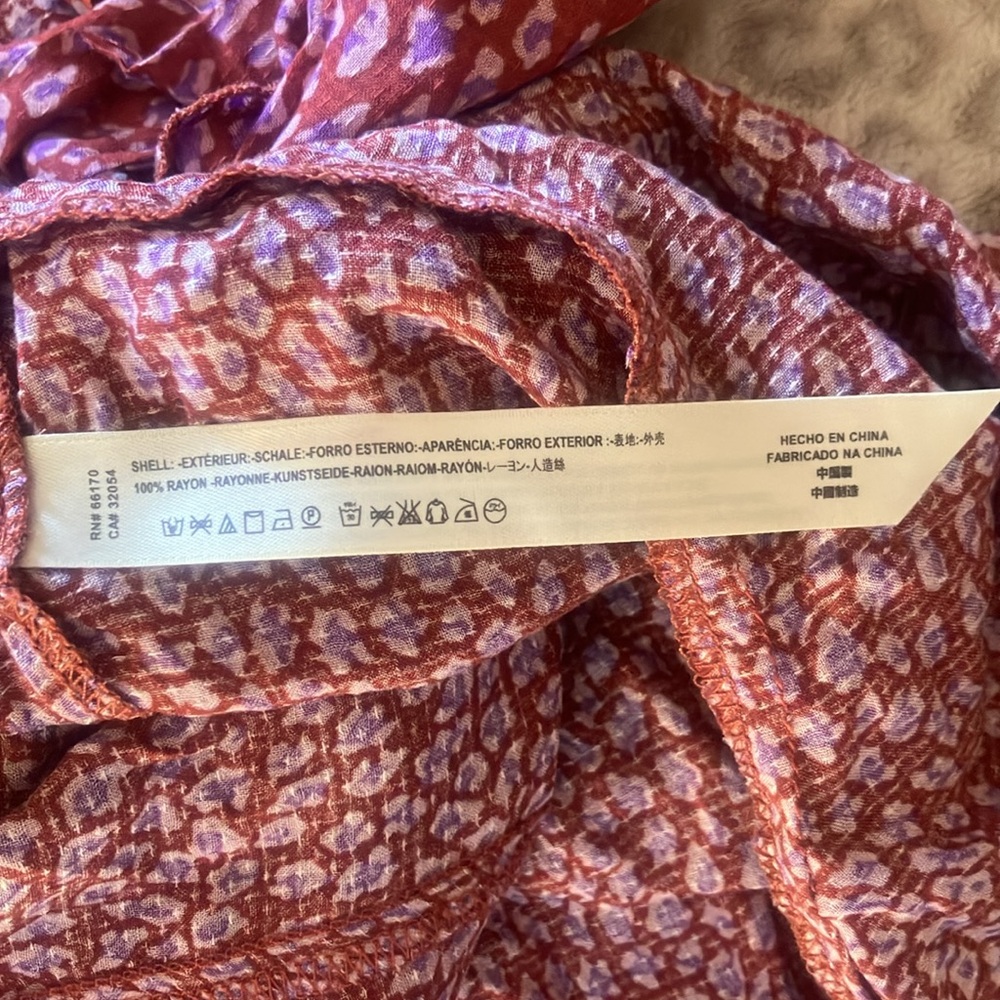 RN# 66170
CA# 32054
SHELL: -EXTÉRIEUR:-SCHALE:-FORRO ESTERNO:-APARÊNCIA:-FORRO EXTERIOR :-表地:-外壳
100% RAYON -RAYONNE-KUNSTSEIDE-RAION-RAIOM-RAYÓN-レーヨン-人造絲
HECHO EN CHINA
FABRICADO NA CHINA
中國製
中國制造